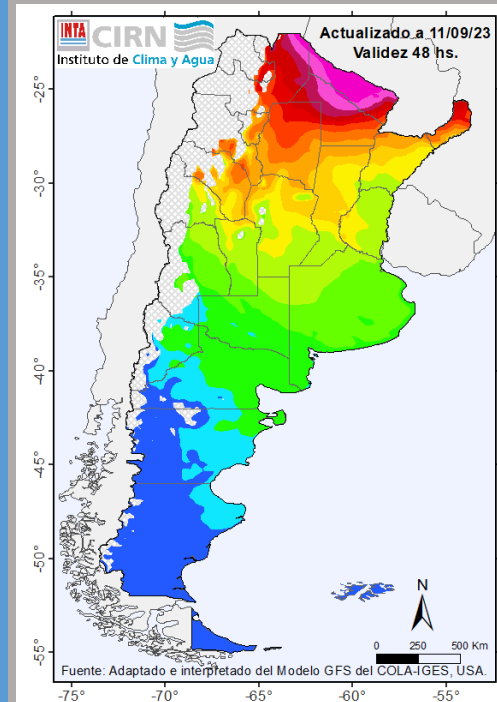 INTA CIRN
Instituto de Clima y Agua
Actualizado a 11/09/23
Validez 48 hs.
-25°
-30°
-35°
-40°
-45°
-50°
-55°
N
0 250 500 Km
Fuente: Adaptado e interpretado del Modelo GFS del COLA-IGES, USA.
-75° -70° -65° -60° -55°